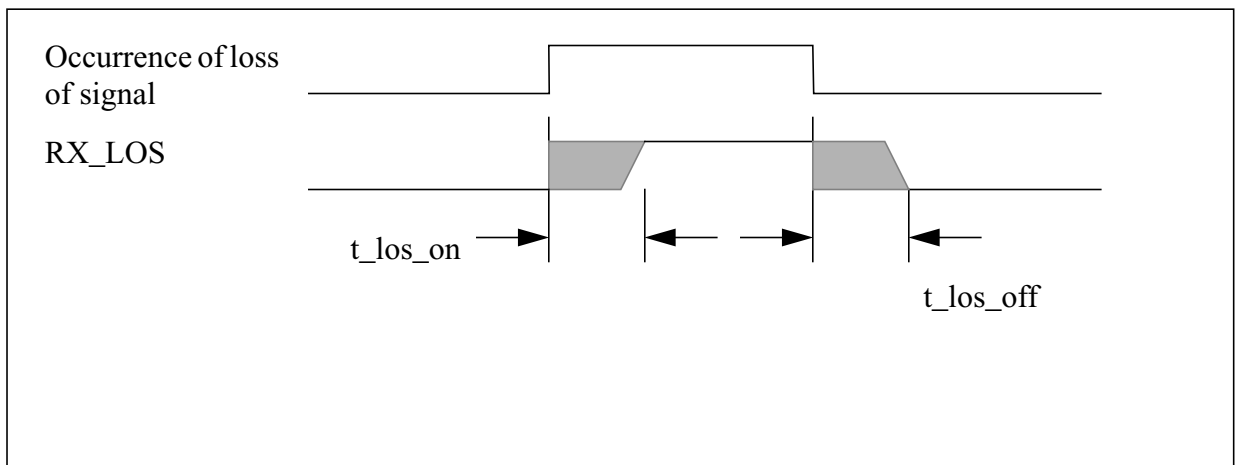 Occurrence of loss
of signal
RX_LOS
t_los_on
t_los_off